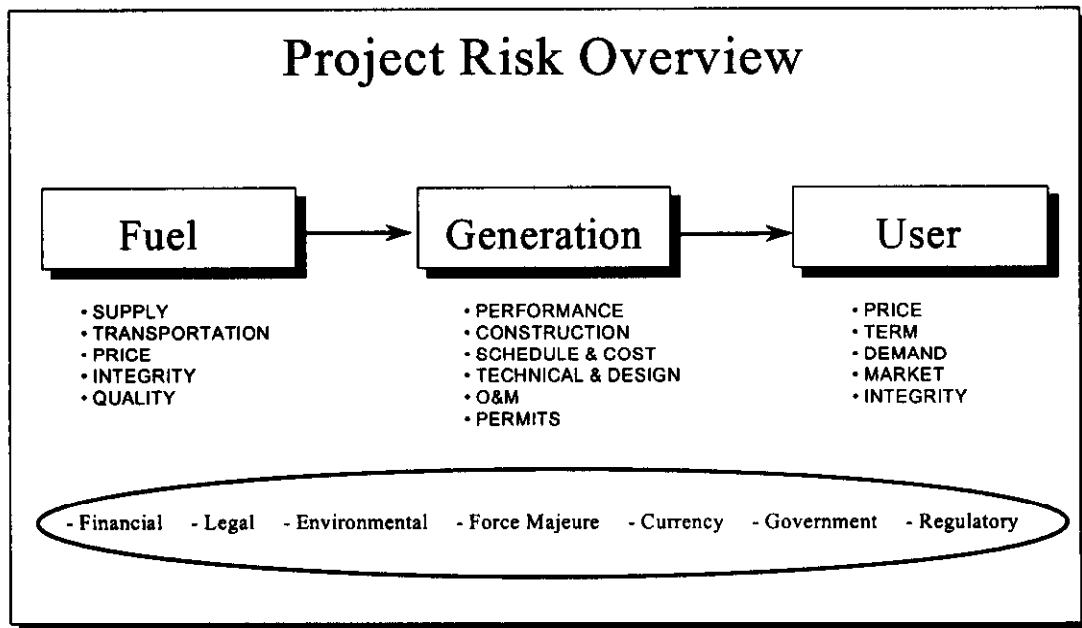 Project Risk Overview
Fuel
• SUPPLY
• TRANSPORTATION
• PRICE
• INTEGRITY
• QUALITY
Generation
• PERFORMANCE
• CONSTRUCTION
• SCHEDULE & COST
• TECHNICAL & DESIGN
• O&M
• PERMITS
User
• PRICE
• TERM
• DEMAND
• MARKET
• INTEGRITY
- Financial - Legal - Environmental - Force Majeure - Currency - Government - Regulatory